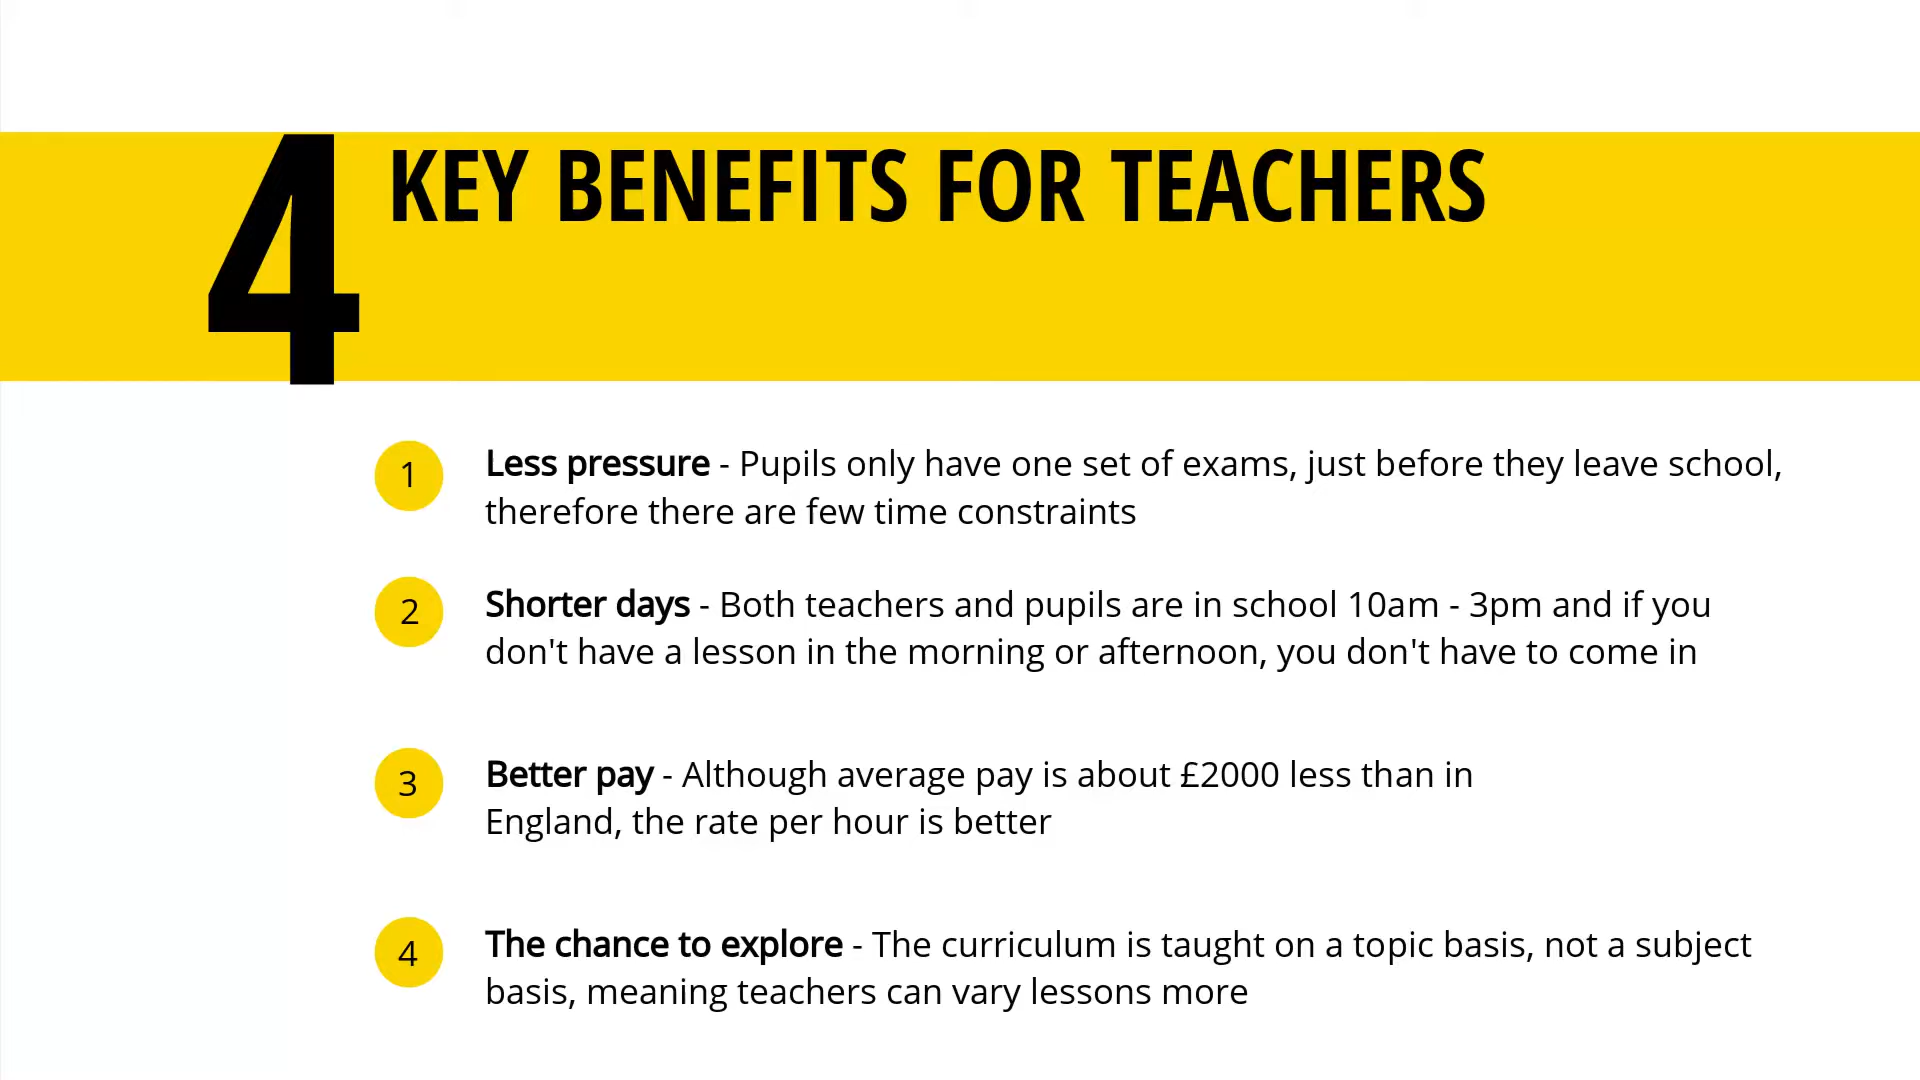 4 KEY BENEFITS FOR TEACHERS
1 Less pressure - Pupils only have one set of exams, just before they leave school,
therefore there are few time constraints
2 Shorter days - Both teachers and pupils are in school 10am - 3pm and if you
don't have a lesson in the morning or afternoon, you don't have to come in
3 Better pay - Although average pay is about £2000 less than in
England, the rate per hour is better
4 The chance to explore - The curriculum is taught on a topic basis, not a subject
basis, meaning teachers can vary lessons more